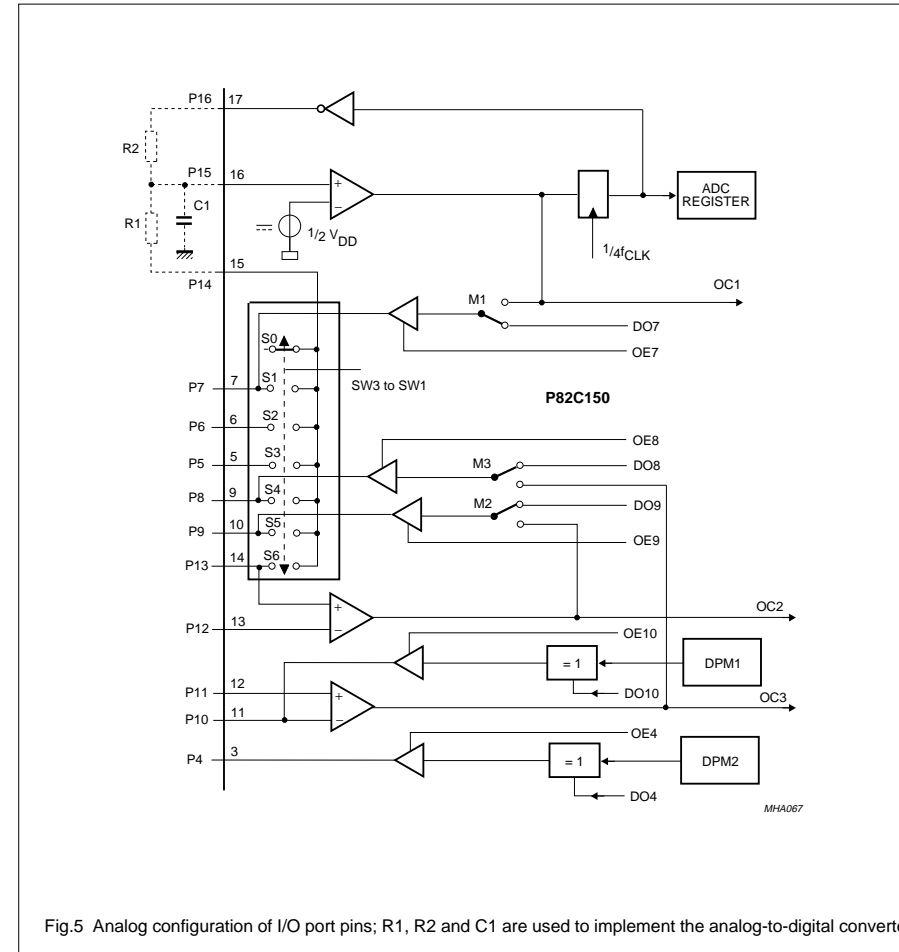 P16 17
R2
P15 16
ADC
REGISTER
C1
R1
+
−
1/2 VDD
1/4fCLK
15
P14
OC1
M1
DO7
S0
OE7
P7 7 S1
SW3 to SW1
P82C150
P6 6 S2
OE8
P5 5 S3
M3
DO8
P8 9 S4
M2
DO9
P9 10 S5
OE9
P13 14 S6
+
OC2
P12 13 −
OE10
= 1
DPM1
P11 12
+
DO10
OC3
P10 11 −
OE4
P4 3
= 1
DPM2
DO4
MHA067
Fig.5 Analog configuration of I/O port pins; R1, R2 and C1 are used to implement the analog-to-digital converte